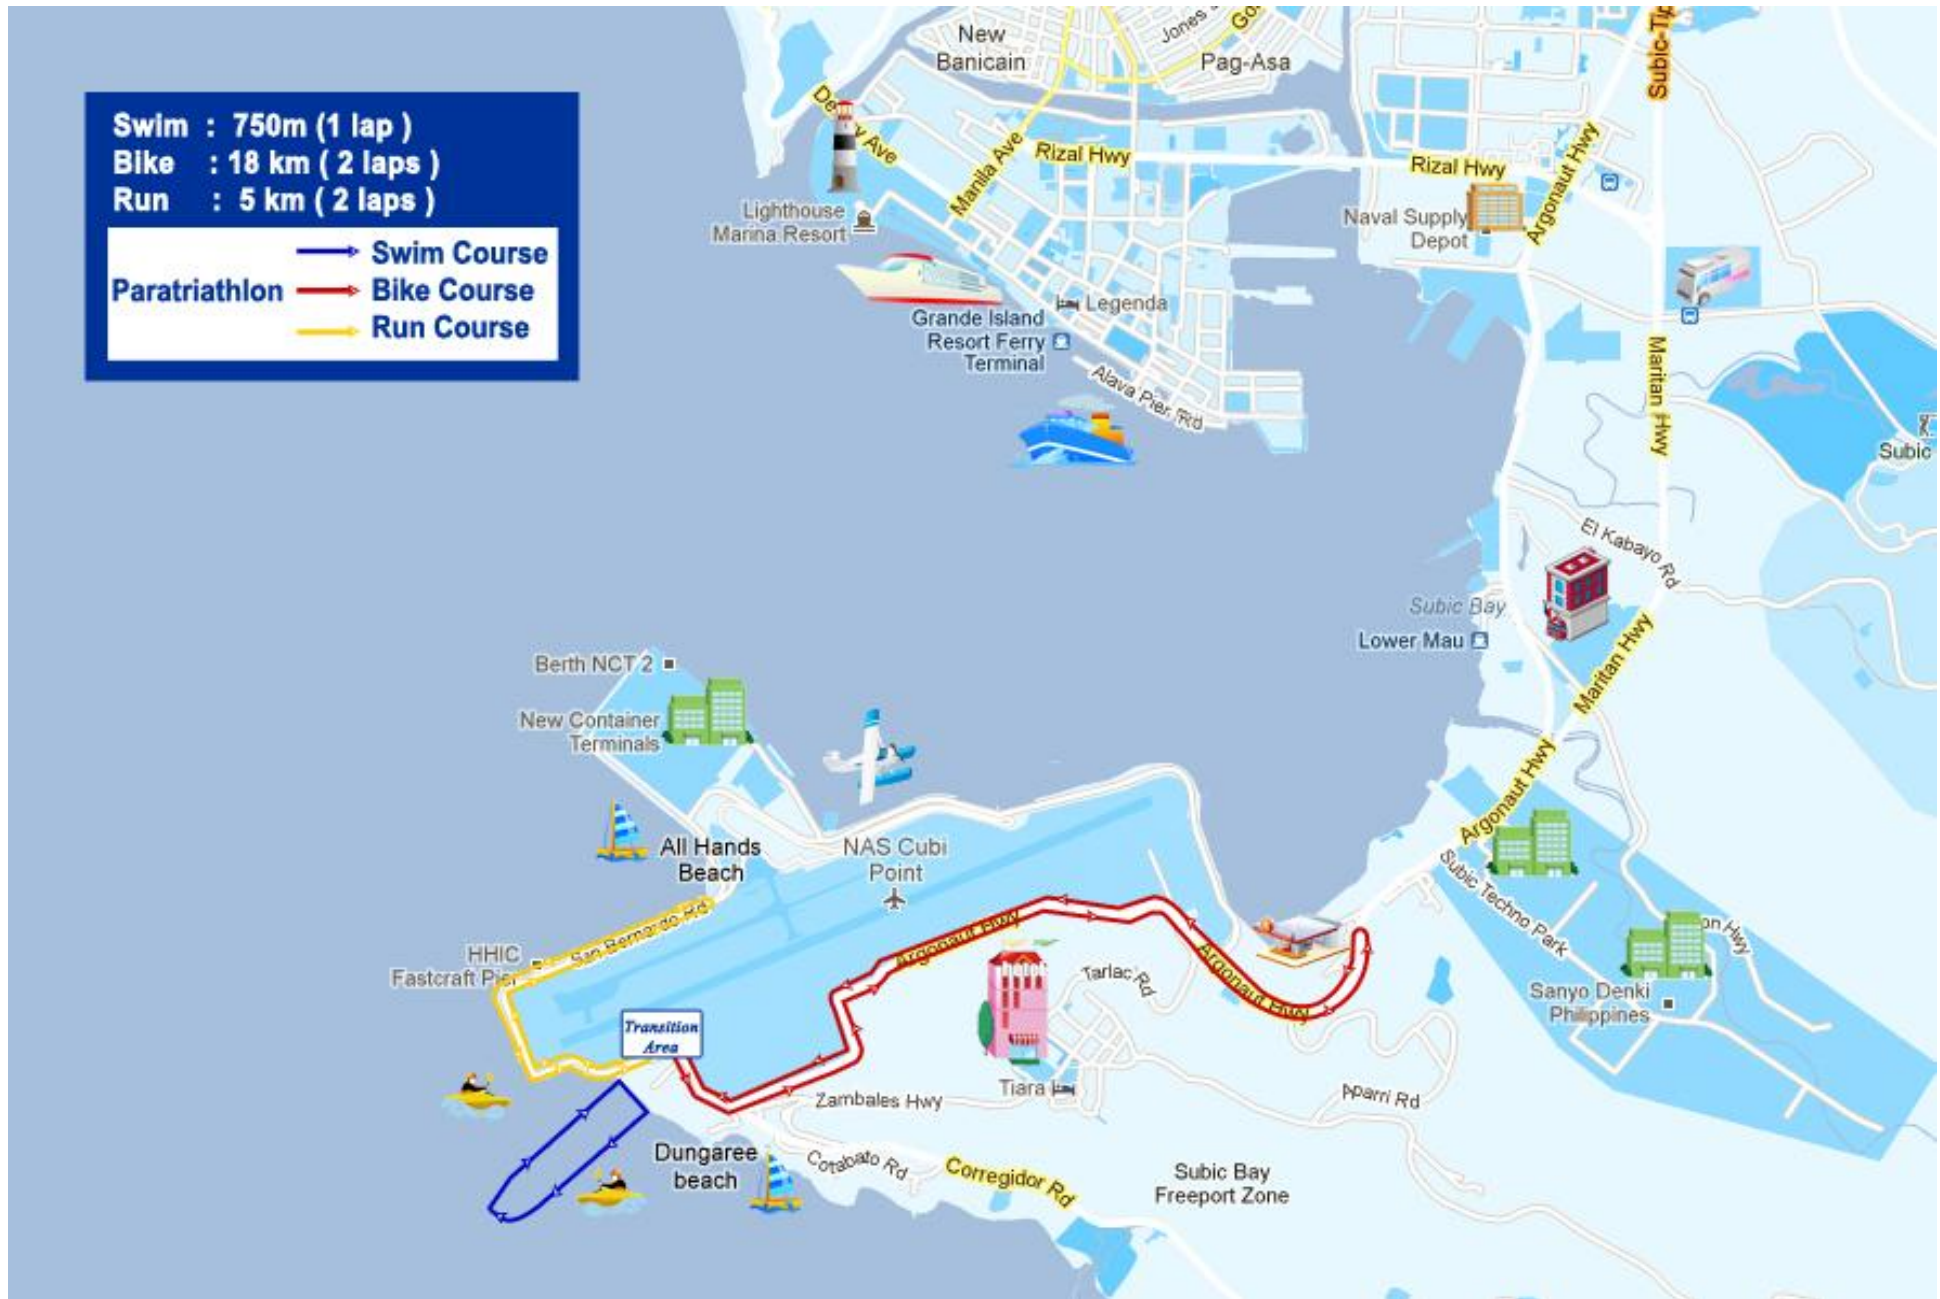 Swim : 750m (1 lap )
Bike : 18 km ( 2 laps )
Run : 5 km ( 2 laps )
Swim Course
Paratriathlon
Bike Course
Run Course
New
Banicain
Jones
Pag-Asa
Subic-Tip
Ave
Manila Ave
Rizal Hwy
Rizal Hwy
Argonaut Hwy
Lighthouse
Marina Resort
Naval Supply
Depot
Legenda
Grande Island
Resort Ferry
Terminal
Alava Pier Rd
Maritan Hwy
Subic
El Kabayo Rd
Subic Bay
Lower Mau
Maritan Hwy
Berth NCT 2
New Container
Terminals
Argonaut Hwy
All Hands
Beach
NAS Cubi
Point
Subic Techno Park
San Bernardo Rd
Argonaut Hwy
on Hwy
HHIC
Fastcraft Pier
Tarlac Rd
Argonaut Hwy
Sanyo Denki
Philippines
Transition
Area
Tiara
Zambales Hwy
Aparri Rd
Dungaree
beach
Cotabato Rd
Corregidor Rd
Subic Bay
Freeport Zone